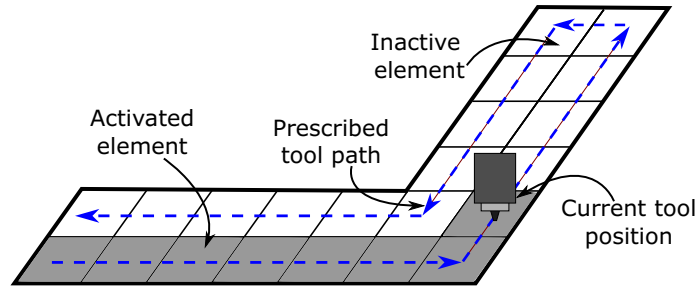 Inactive
element
Activated
element
Prescribed
tool path
Current tool
position